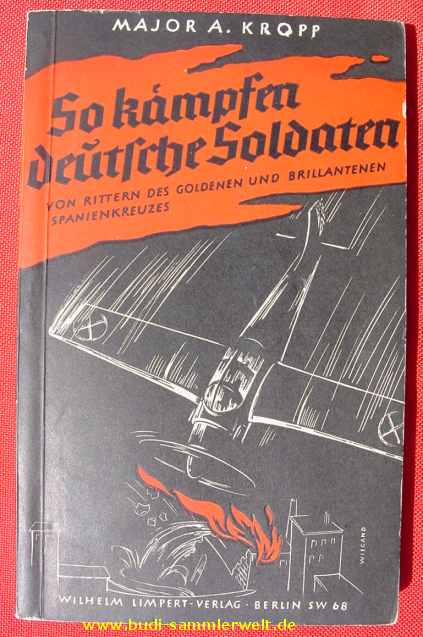 MAJOR A. KROPP
So kämpfen
deutsche Soldaten
VON RITTERN DES GOLDENEN UND BRILLANTENEN
SPANIENKREUZES
WIEGAND
WILHELM LIMPERT-VERLAG · BERLIN SW 68
www.budi-sammlerwelt.de